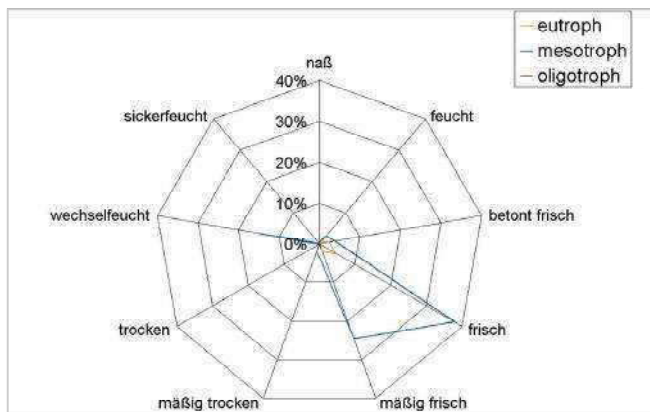 eutroph
mesotroph
oligotroph
naß
40%
sickerfeucht
feucht
30%
20%
wechselfeucht
betont frisch
10%
0%
trocken
frisch
mäßig trocken
mäßig frisch